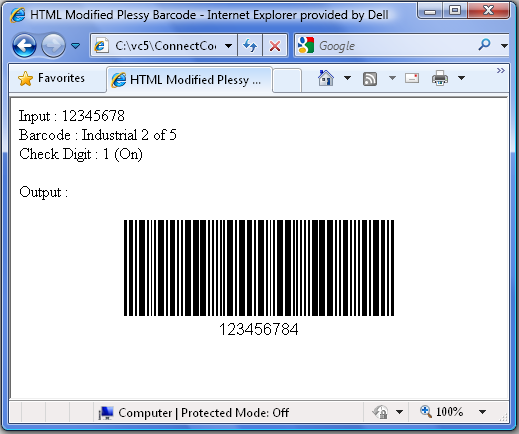 HTML Modified Plessy Barcode - Internet Explorer provided by Dell
C:\vc5\ConnectCo
Google
Favorites
HTML Modified Plessy ...
Input : 12345678
Barcode : Industrial 2 of 5
Check Digit : 1 (On)
Output :
123456784
Computer | Protected Mode: Off
100%